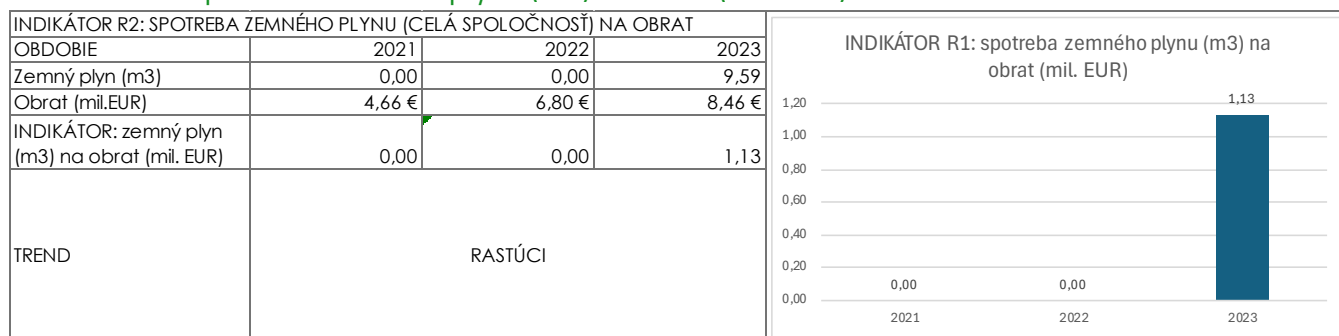 INDIKÁTOR R2: SPOTREBA ZEMNÉHO PLYNU (CELÁ SPOLOČNOSŤ) NA OBRAT
OBDOBIE 2021 2022 2023
Zemný plyn (m3) 0,00 0,00 9,59
Obrat (mil.EUR) 4,66 € 6,80 € 8,46 €
INDIKÁTOR: zemný plyn
(m3) na obrat (mil. EUR) 0,00 0,00 1,13
TREND RASTÚCI
INDIKÁTOR R1: spotreba zemného plynu (m3) na
obrat (mil. EUR)
1,20
1,00
0,80
0,60
0,40
0,20
0,00
0,00 0,00 1,13
2021 2022 2023